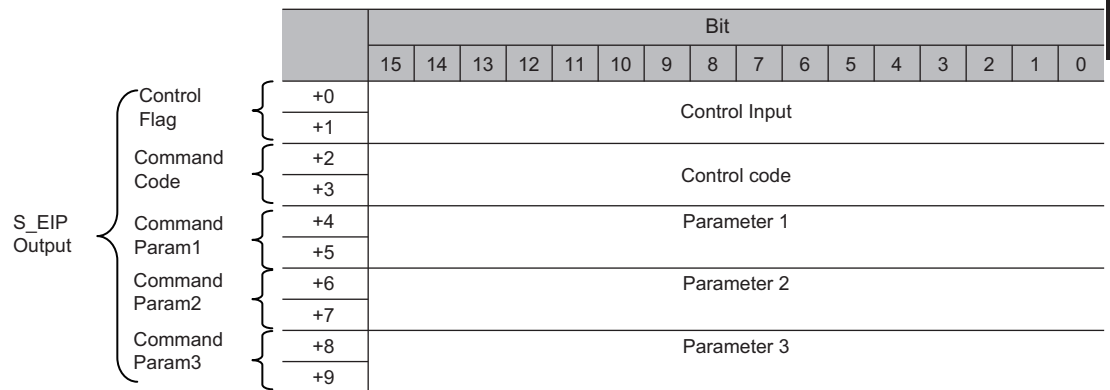 Bit
15 14 13 12 11 10 9 8 7 6 5 4 3 2 1 0
S_EIP
Output
Control
Flag
+0
+1
Control Input
Command
Code
+2
+3
Control code
Command
Param1
+4
+5
Parameter 1
Command
Param2
+6
+7
Parameter 2
Command
Param3
+8
+9
Parameter 3